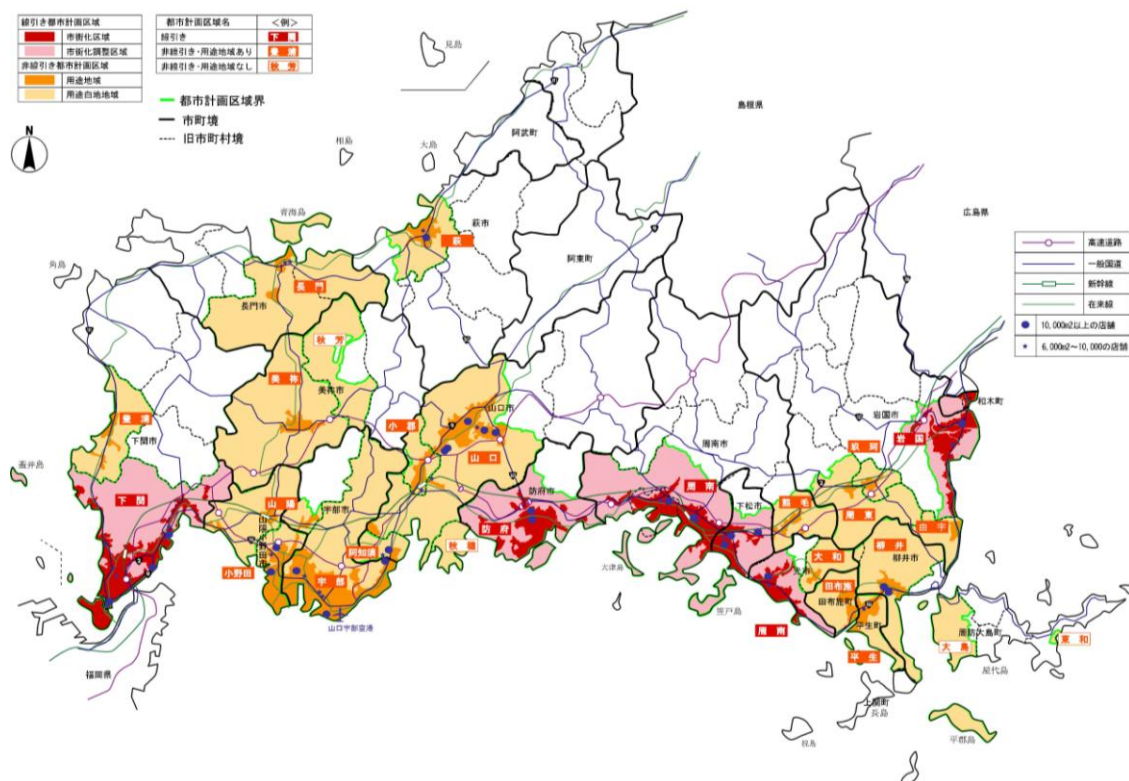 線引き都市計画区域
市街化区域
市街化調整区域
非線引き都市計画区域
用途地域
用途白地地域
都市計画区域名 <例>
線引き 下関
非線引き・用途地域あり 豊浦
非線引き・用途地域なし 秋芳
都市計画区域界
市町境
旧市町村境
N
見島
島根県
阿武町
相島
大島
広島県
萩市
青海島
萩
阿東町
角島
高速道路
一般国道
新幹線
在来線
10,000m2以上の店舗
6,000m2~10,000の店舗
長門
長門市
秋芳
美祢
美祢市
和木町
岩国市
小郡
山口市
豊浦
下関市
岩国
玖珂
周南市
山口
蓋井島
下関
防府市
周南
下松市
熊毛
周東
山陽
宇部市
山陽小野田市
防府
由宇
阿知須
秋穂
大和
柳井
柳井市
小野田
宇部
大津島
田布施
田布施町
笠戸島
平生町
山口宇部空港
周南
周防大島町
東和
大島
平生
屋代島
福岡県
上関町
長島
祝島
平郡島